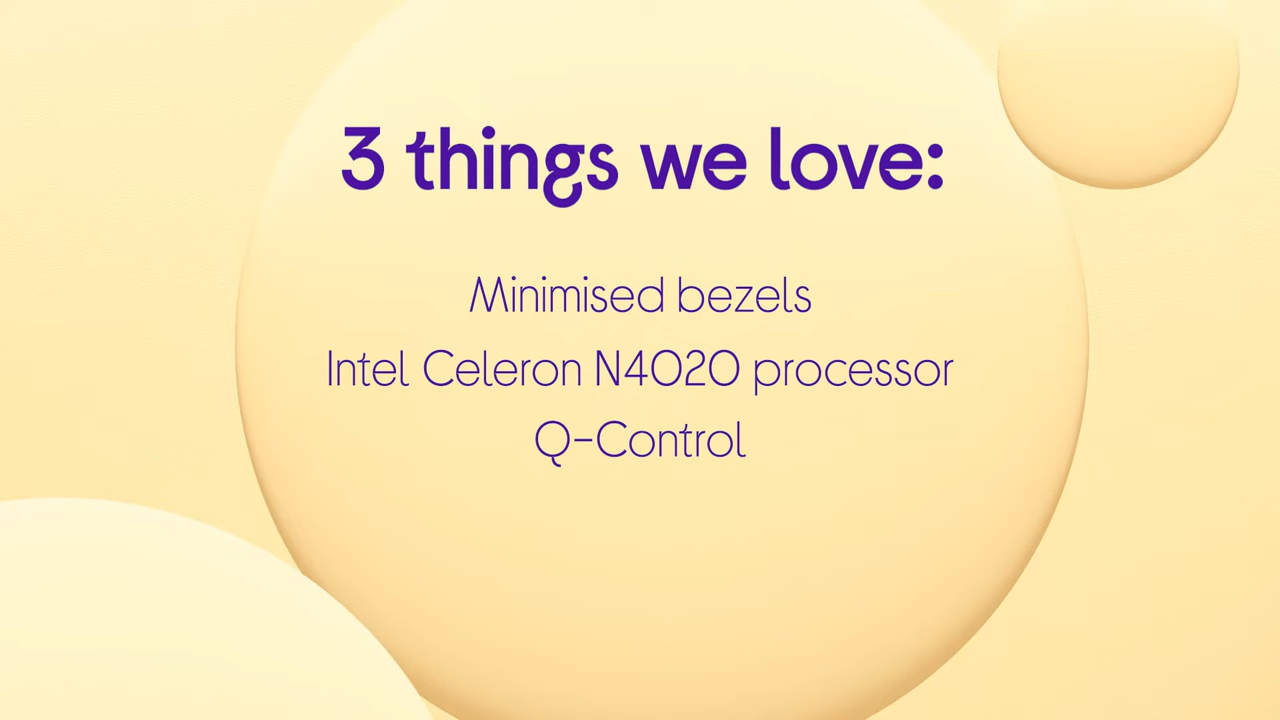 3 things we love:
Minimised bezels
Intel Celeron N4020 processor
Q-Control